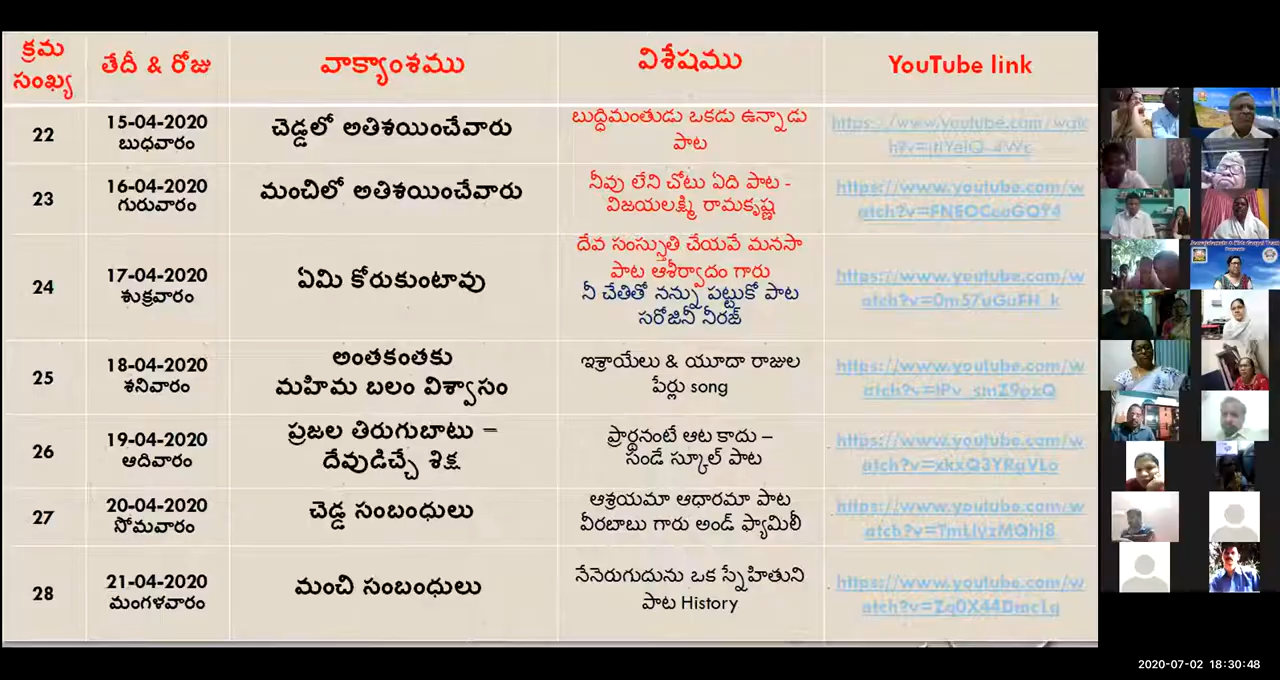 క్రమ
సంఖ్య
తేదీ & రోజు
వాక్యాంశము
విశేషము
YouTube link
22
15-04-2020
బుధవారం
చెడ్డలో అతిశయించేవారు
బుద్ధిమంతుడు ఒకడు ఉన్నాడు
పాట
https://www.youtube.com/watc
23
16-04-2020
గురువారం
మంచిలో అతిశయించేవారు
నీవు లేని చోటు ఏది పాట -
విజయలక్ష్మి రామకృష్ణ
https://www.youtube.com/w
24
17-04-2020
శుక్రవారం
ఏమి కోరుకుంటావు
దేవ సంస్తుతి చేయవే మనసా
పాట ఆశీర్వాదం గారు
నీ చేతితో నన్ను పట్టుకో పాట
సరోజినీ నీరజ్
https://www.youtube.com/w
25
18-04-2020
శనివారం
అంతకంతకు
మహిమ బలం విశ్వాసం
ఇశ్రాయేలు & యూదా రాజుల
పేర్లు song
https://www.youtube.com/w
26
19-04-2020
ఆదివారం
ప్రజల తిరుగుబాటు –
దేవుడిచ్చే శిక్ష
ప్రార్థనంటే ఆట కాదు –
సండే స్కూల్ పాట
https://www.youtube.com/w
27
20-04-2020
సోమవారం
చెడ్డ సంబంధులు
ఆశ్రయమా ఆధారమా పాట
వీరబాబు గారు అండ్ ఫ్యామిలీ
https://www.youtube.com/w
28
21-04-2020
మంగళవారం
మంచి సంబంధులు
నేనెరుగుదును ఒక స్నేహితుని
పాట History
https://www.youtube.com/w
2020-07-02 18:30:48